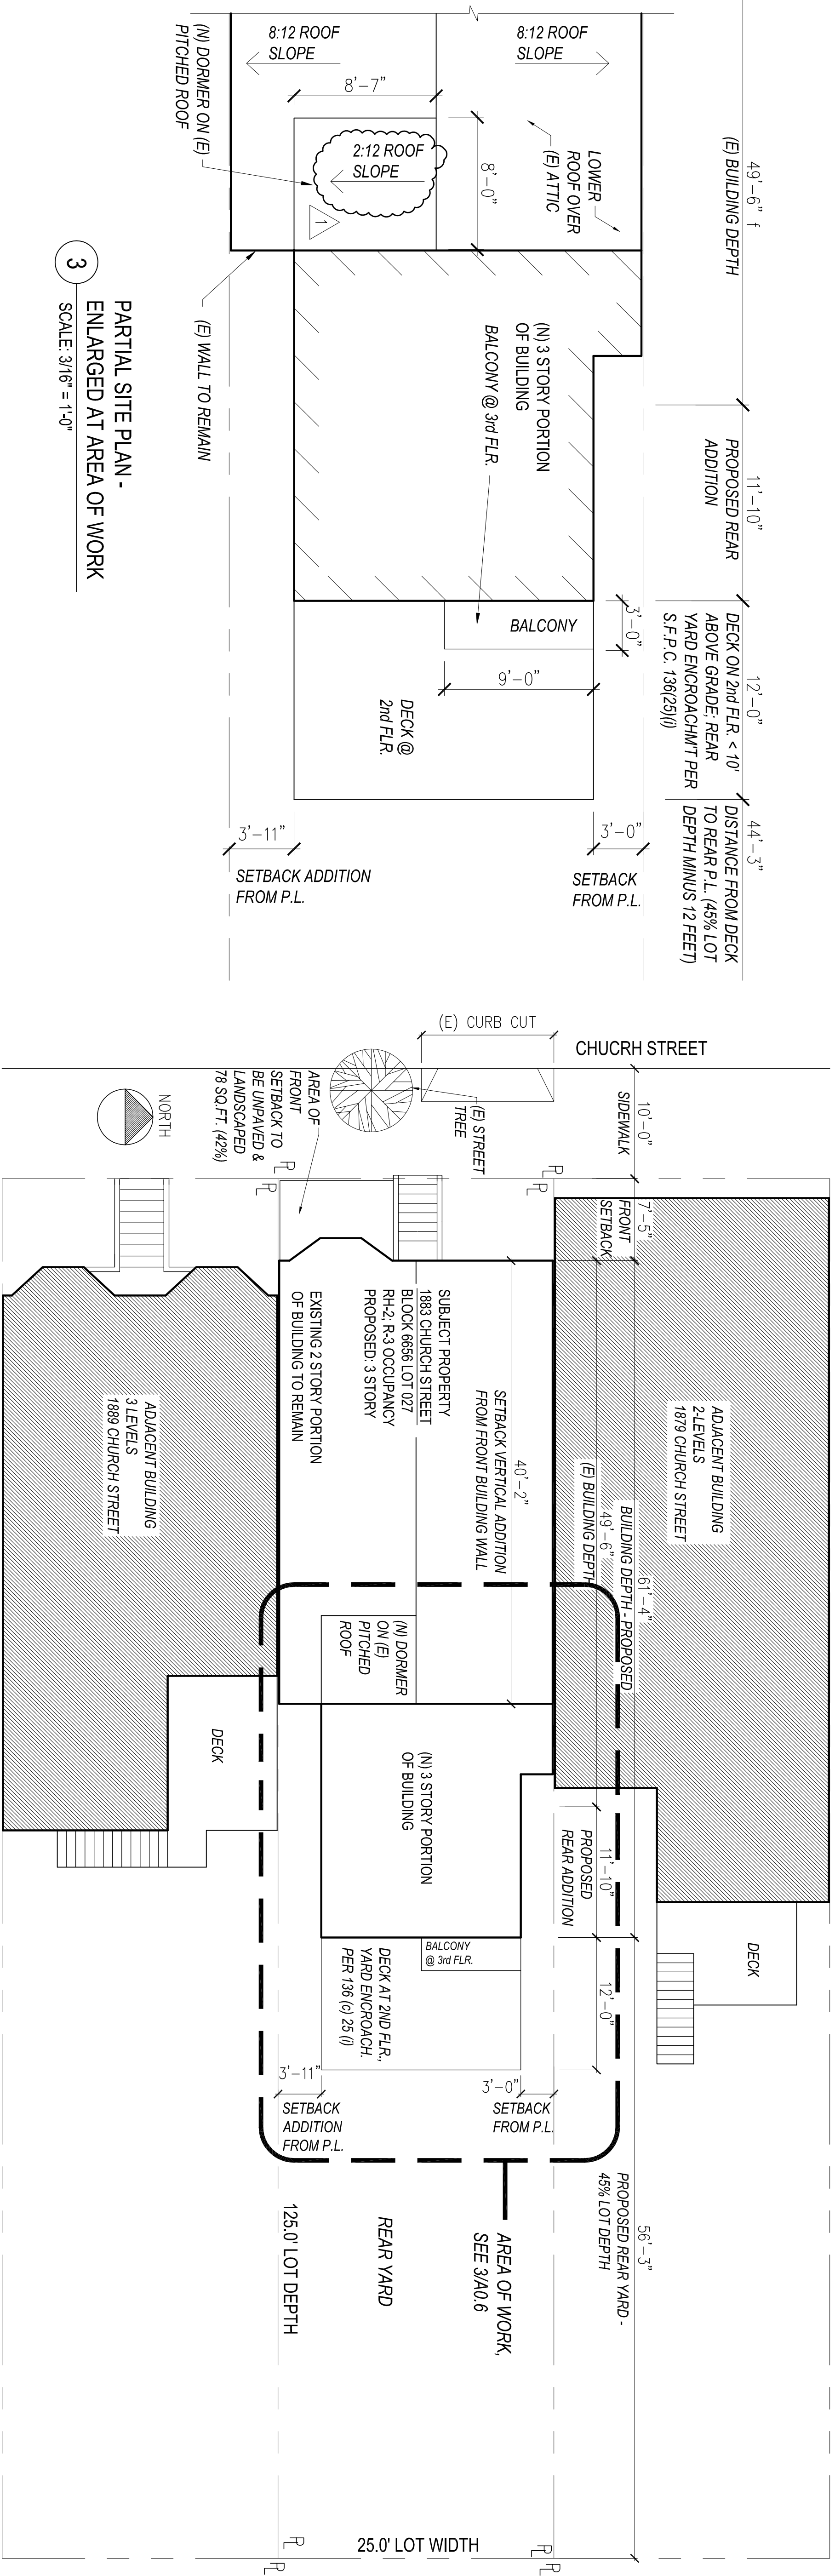 49'-6" f
(E) BUILDING DEPTH
11'-10"
PROPOSED REAR
ADDITION
12'-0"
DECK ON 2nd FLR. < 10'
ABOVE GRADE; REAR
YARD ENCROACHM'T PER
S.F.P.C. 136(25)(i)
44'-3"
DISTANCE FROM DECK
TO REAR P.L. (45% LOT
DEPTH MINUS 12 FEET)
8:12 ROOF
SLOPE
8:12 ROOF
SLOPE
LOWER
ROOF OVER
(E) ATTIC
8'-7"
8'-0"
2:12 ROOF
SLOPE
1
(N) DORMER ON (E)
PITCHED ROOF
(E) WALL TO REMAIN
(N) 3 STORY PORTION
OF BUILDING
BALCONY @ 3rd FLR.
BALCONY
3'-0"
9'-0"
DECK @
2nd FLR.
3'-11"
SETBACK ADDITION
FROM P.L.
3'-0"
SETBACK
FROM P.L.
3
PARTIAL SITE PLAN -
ENLARGED AT AREA OF WORK
SCALE: 3/16" = 1'-0"
CHUCRH STREET
(E) CURB CUT
10'-0"
SIDEWALK
(E) STREET
TREE
AREA OF
FRONT
SETBACK TO
BE UNPAVED &
LANDSCAPED
78 SQ.FT. (42%)
NORTH
PL
PL
PL
PL
7'-5"
FRONT
SETBACK
ADJACENT BUILDING
2-LEVELS
1879 CHURCH STREET
61'-4"
BUILDING DEPTH - PROPOSED
49'-6"
(E) BUILDING DEPTH
40'-2"
SETBACK VERTICAL ADDITION
FROM FRONT BUILDING WALL
SUBJECT PROPERTY
1883 CHURCH STREET
BLOCK 6656 LOT 027
RH-2; R-3 OCCUPANCY
PROPOSED: 3 STORY
EXISTING 2 STORY PORTION
OF BUILDING TO REMAIN
ADJACENT BUILDING
3 LEVELS
1889 CHURCH STREET
(N) DORMER
ON (E)
PITCHED
ROOF
DECK
(N) 3 STORY PORTION
OF BUILDING
11'-10"
PROPOSED
REAR ADDITION
DECK
BALCONY
@ 3rd FLR.
12'-0"
DECK AT 2ND FLR.,
YARD ENCROACH.
PER 136 (c) 25 (i)
3'-11"
SETBACK
ADDITION
FROM P.L.
3'-0"
SETBACK
FROM P.L.
56'-3"
PROPOSED REAR YARD -
45% LOT DEPTH
AREA OF WORK,
SEE 3/A0.6
REAR YARD
125.0' LOT DEPTH
25.0' LOT WIDTH
PL
PL
PL
PL